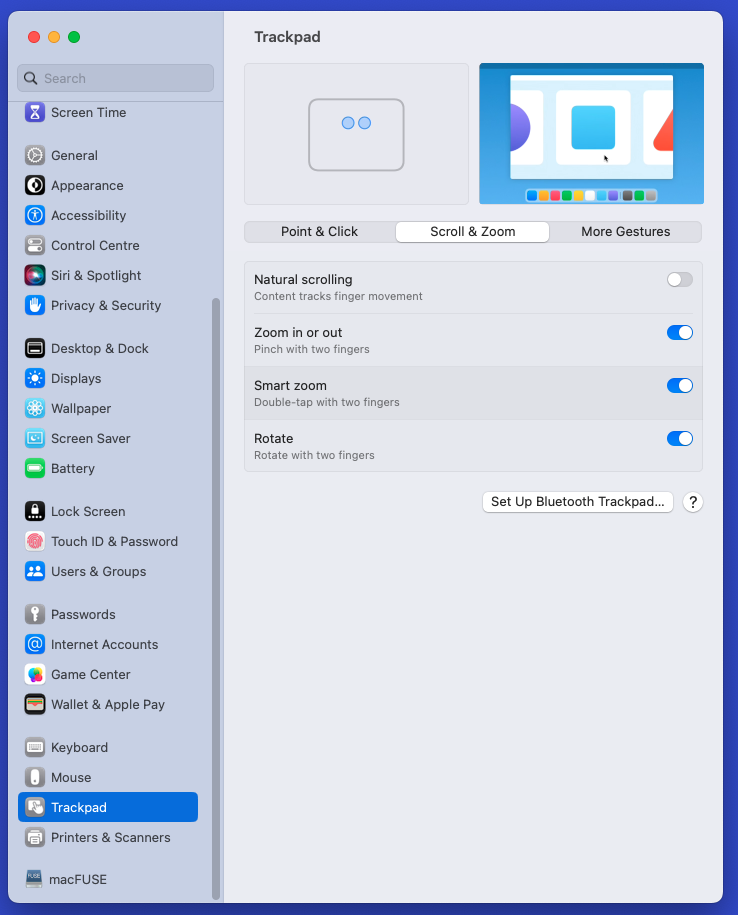 Trackpad
Search
Screen Time
General
Appearance
Accessibility
Control Centre
Siri & Spotlight
Privacy & Security
Desktop & Dock
Displays
Wallpaper
Screen Saver
Battery
Lock Screen
Touch ID & Password
Users & Groups
Passwords
Internet Accounts
Game Center
Wallet & Apple Pay
Keyboard
Mouse
Trackpad
Printers & Scanners
FUSE
macFUSE
Point & Click
Scroll & Zoom
More Gestures
Natural scrolling
Content tracks finger movement
Zoom in or out
Pinch with two fingers
Smart zoom
Double-tap with two fingers
Rotate
Rotate with two fingers
Set Up Bluetooth Trackpad...
?